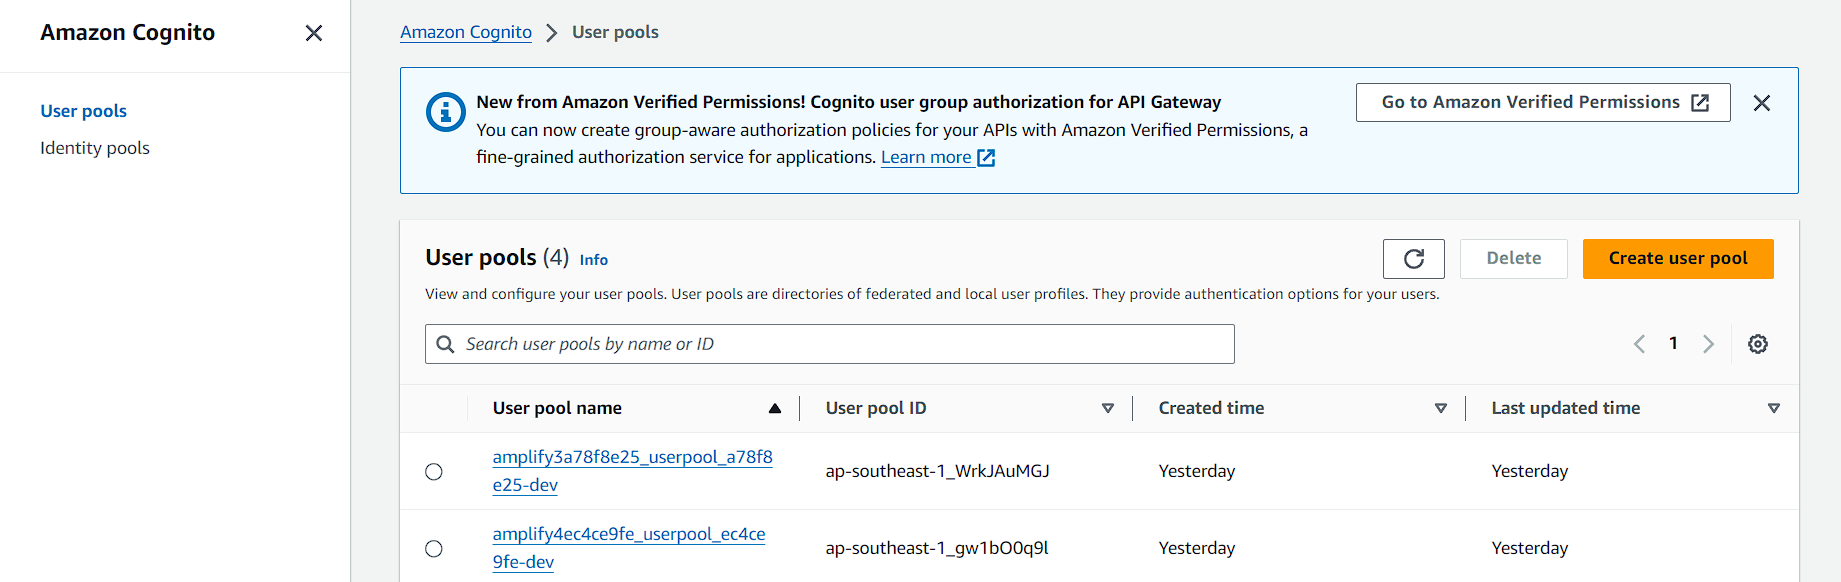 Amazon Cognito
User pools
Identity pools
Amazon Cognito > User pools
New from Amazon Verified Permissions! Cognito user group authorization for API Gateway
You can now create group-aware authorization policies for your APIs with Amazon Verified Permissions, a
fine-grained authorization service for applications. Learn more
Go to Amazon Verified Permissions
User pools (4) Info
Delete
Create user pool
View and configure your user pools. User pools are directories of federated and local user profiles. They provide authentication options for your users.
Search user pools by name or ID
1
User pool name User pool ID Created time Last updated time
amplify3a78f8e25_userpool_a78f8
e25-dev
ap-southeast-1_WrkJAuMGJ Yesterday Yesterday
amplify4ec4ce9fe_userpool_ec4ce
9fe-dev
ap-southeast-1_gw1bO0q9l Yesterday Yesterday